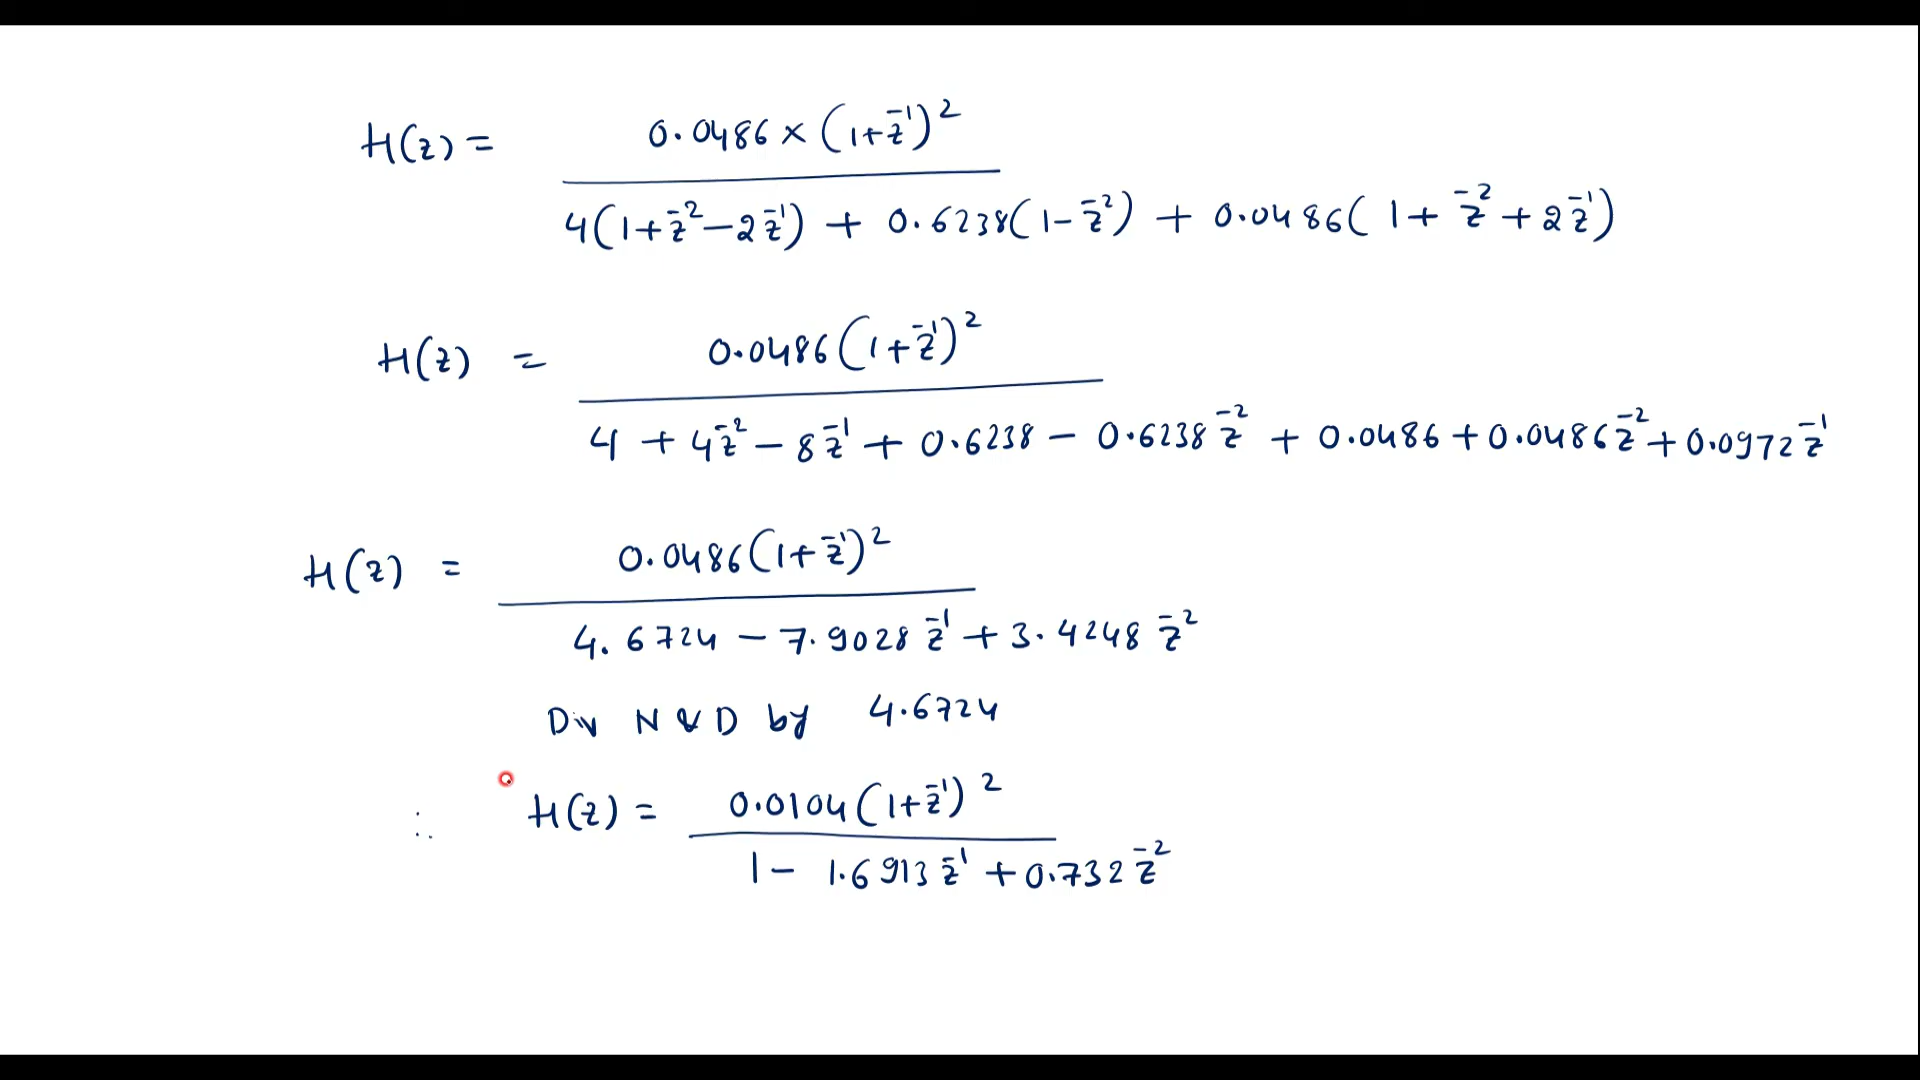 H(z) = 0.0486 × (1+z⁻¹)²
4(1+z⁻²−2z⁻¹) + 0.6238(1−z⁻²) + 0.0486(1+z⁻²+2z⁻¹)
H(z) = 0.0486(1+z⁻¹)²
4 + 4z⁻² − 8z⁻¹ + 0.6238 − 0.6238z⁻² + 0.0486 + 0.0486z⁻² + 0.0972z⁻¹
H(z) = 0.0486(1+z⁻¹)²
4.6724 − 7.9028z⁻¹ + 3.4248z⁻²
Div N & D by 4.6724
∴ H(z) = 0.0104(1+z⁻¹)²
1 − 1.6913z⁻¹ + 0.732z⁻²